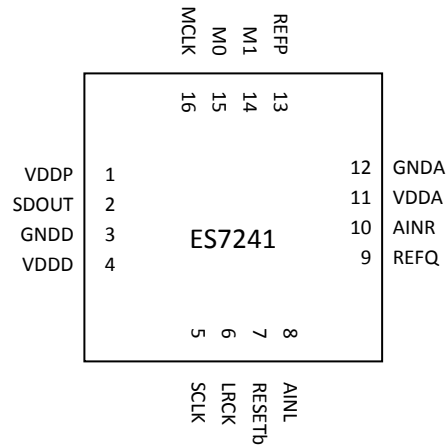 MCLK M0 M1 REFP
16 15 14 13
VDDP 1
SDOUT 2
GNDD 3
VDDD 4
ES7241
12 GNDA
11 VDDA
10 AINR
9 REFQ
5 6 7 8
SCLK LRCK RESETb AINL